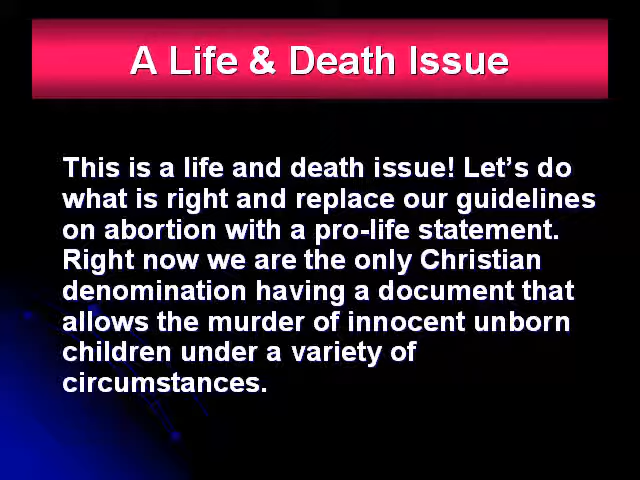 A Life & Death Issue
This is a life and death issue! Let’s do
what is right and replace our guidelines
on abortion with a pro-life statement.
Right now we are the only Christian
denomination having a document that
allows the murder of innocent unborn
children under a variety of
circumstances.